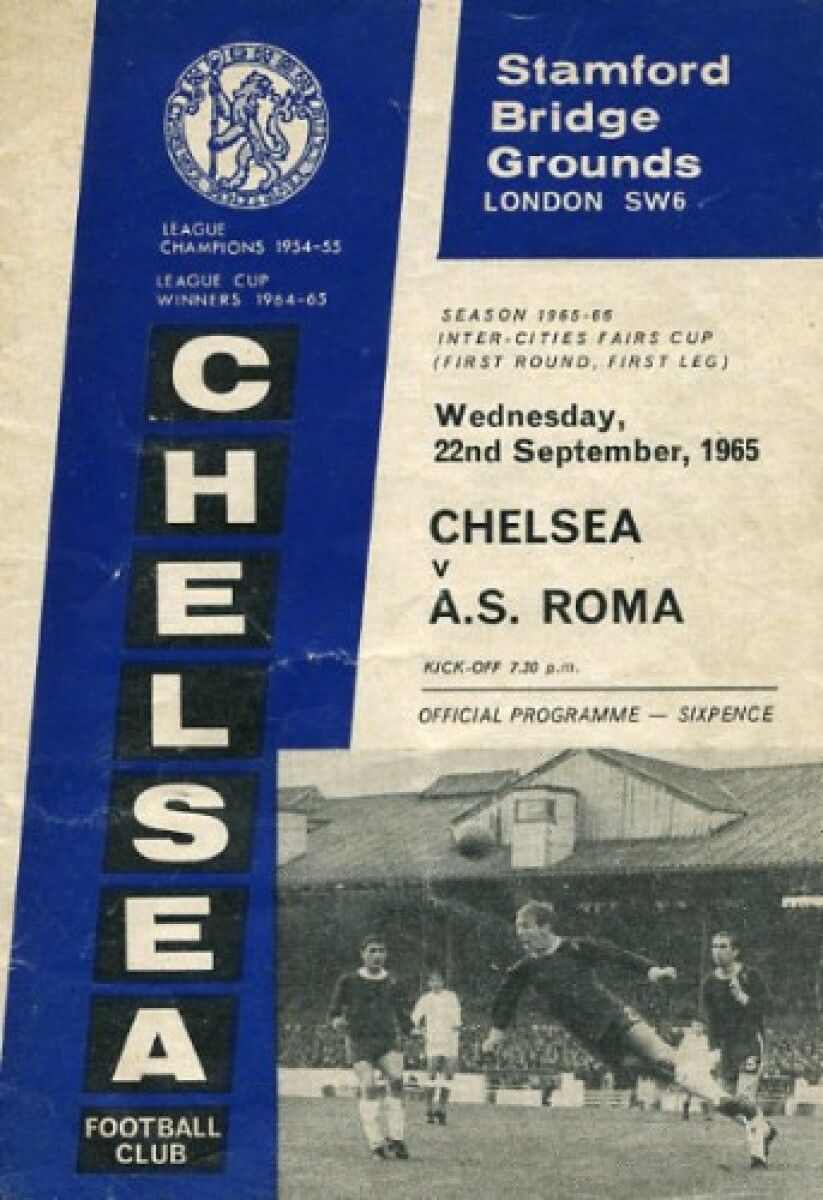 LEAGUE
CHAMPIONS 1954-55
LEAGUE CUP
WINNERS 1964-65
CHELSEA
FOOTBALL
CLUB
Stamford
Bridge
Grounds
LONDON SW6
SEASON 1965-66
INTER-CITIES FAIRS CUP
(FIRST ROUND, FIRST LEG)
Wednesday,
22nd September, 1965
CHELSEA
v
A.S. ROMA
KICK-OFF 7.30 p.m.
OFFICIAL PROGRAMME — SIXPENCE